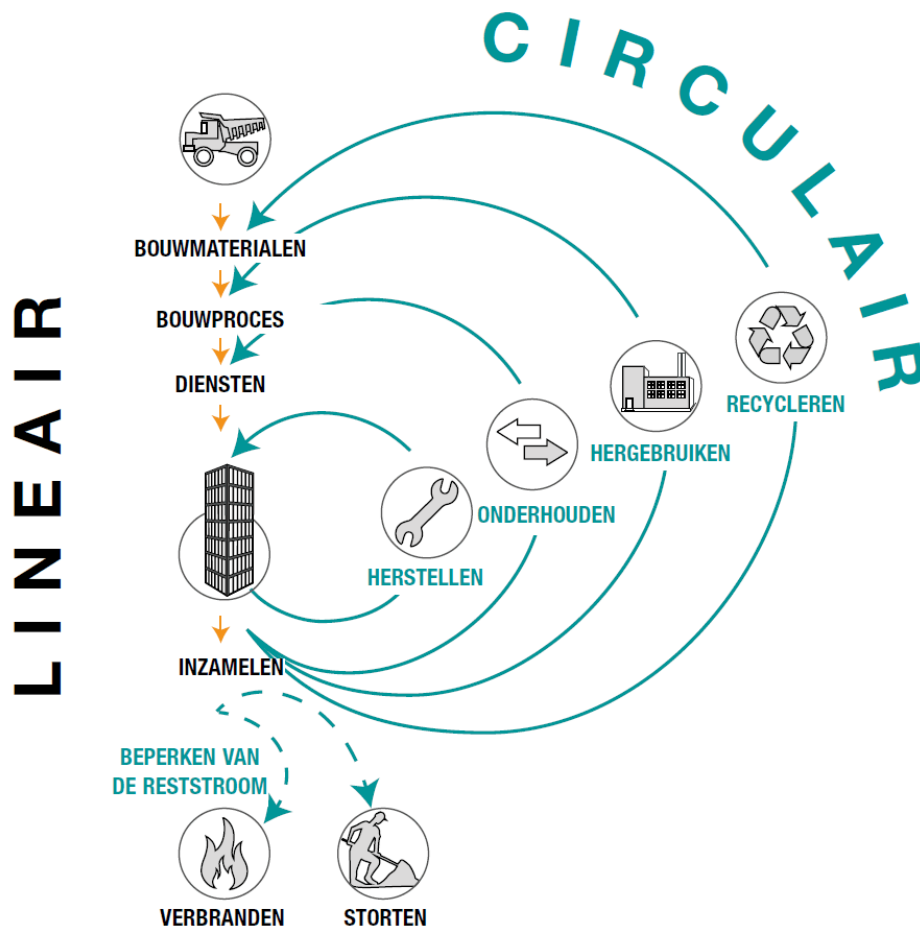 CIRCULAIR
LINEAIR
BOUWMATERIALEN
BOUWPROCES
DIENSTEN
RECYCLEREN
HERGEBRUIKEN
ONDERHOUDEN
HERSTELLEN
INZAMELEN
BEPERKEN VAN
DE RESTSTROOM
VERBRANDEN
STORTEN